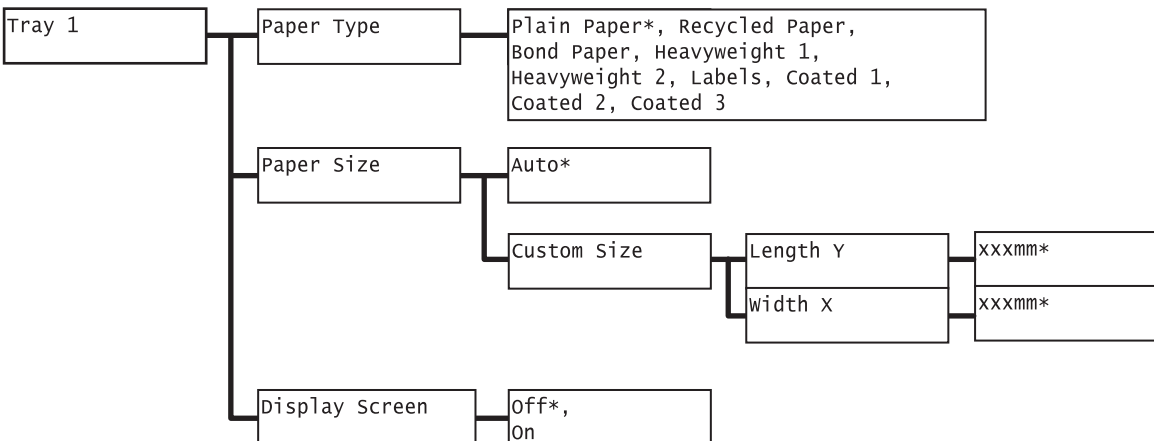 Tray 1
Paper Type
Plain Paper*, Recycled Paper,
Bond Paper, Heavyweight 1,
Heavyweight 2, Labels, Coated 1,
Coated 2, Coated 3
Paper Size
Auto*
Custom Size
Length Y
xxxmm*
Width X
xxxmm*
Display Screen
Off*,
On